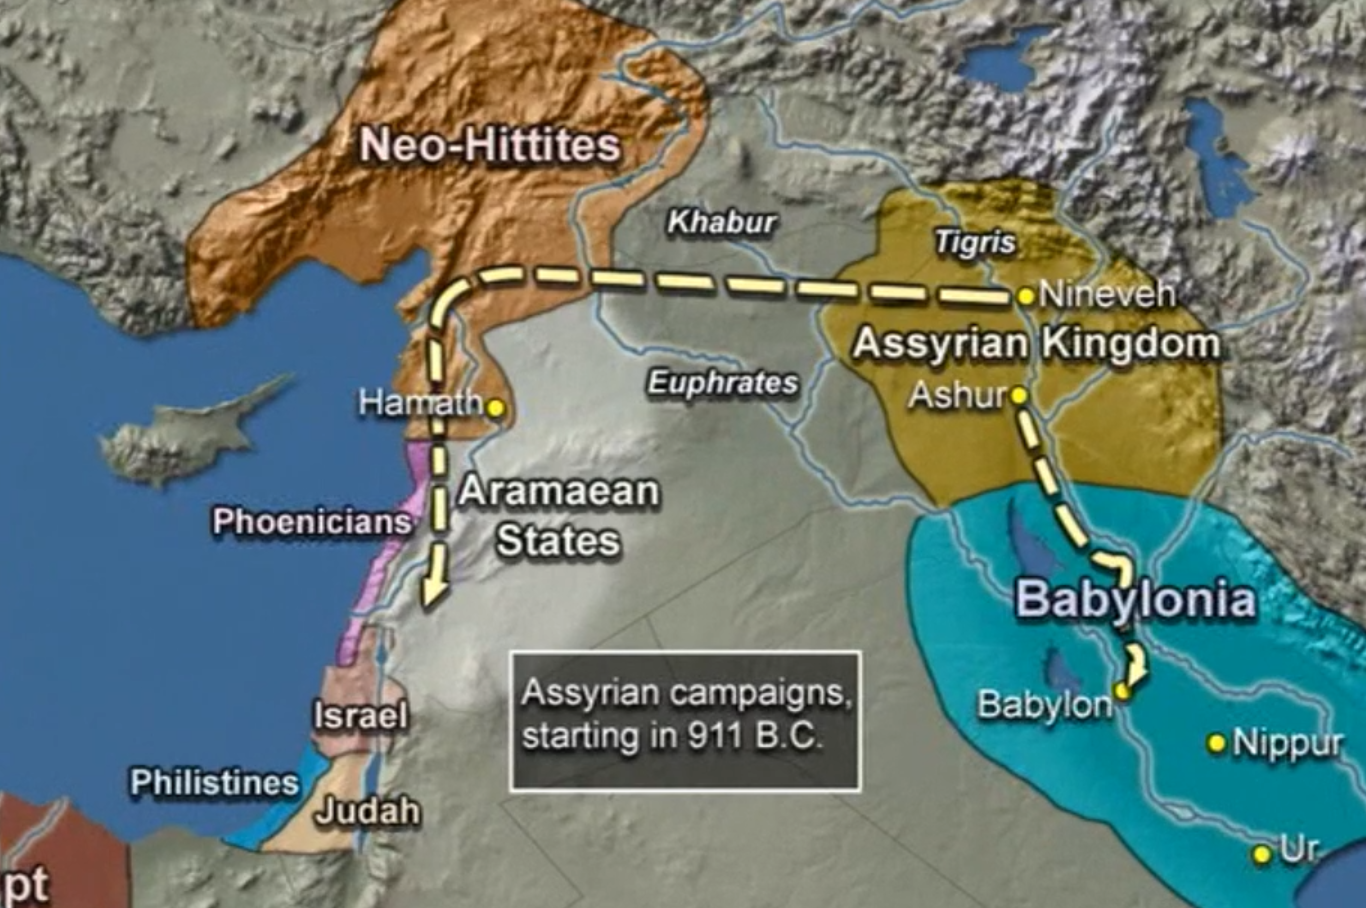 Neo-Hittites
Khabur
Tigris
Nineveh
Assyrian Kingdom
Euphrates
Ashur
Hamath
Aramaean
States
Phoenicians
Babylonia
Assyrian campaigns,
starting in 911 B.C.
Israel
Babylon
Nippur
Philistines
Judah
Ur
pt